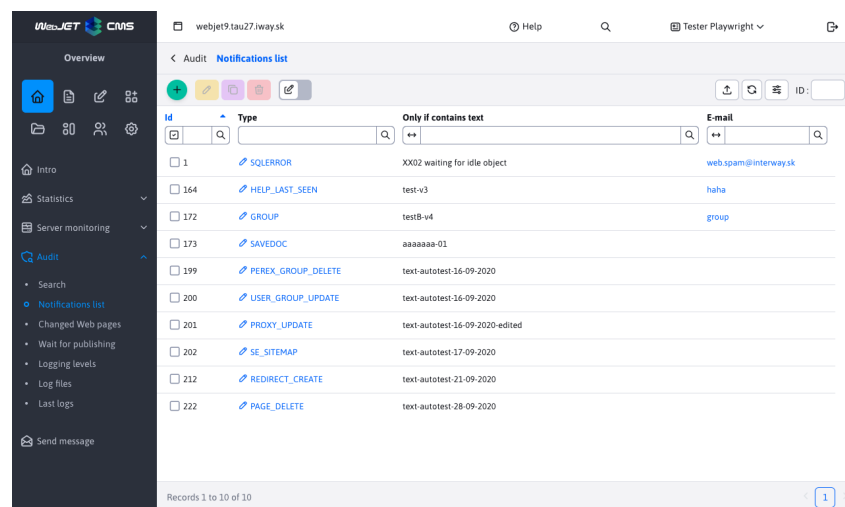 WebJET CMS
webjet9.tau27.iway.sk
Help
Tester Playwright
Overview
Audit Notifications list
ID:
Id Type Only if contains text E-mail
1 SQLERROR XX02 waiting for idle object web.spam@interway.sk
164 HELP_LAST_SEEN test-v3 haha
172 GROUP testB-v4 group
173 SAVEDOC aaaaaaa-01
199 PEREX_GROUP_DELETE text-autotest-16-09-2020
200 USER_GROUP_UPDATE text-autotest-16-09-2020
201 PROXY_UPDATE text-autotest-16-09-2020-edited
202 SE_SITEMAP text-autotest-17-09-2020
212 REDIRECT_CREATE text-autotest-21-09-2020
222 PAGE_DELETE text-autotest-28-09-2020
Intro
Statistics
Server monitoring
Audit
Search
Notifications list
Changed Web pages
Wait for publishing
Logging levels
Log files
Last logs
Send message
Records 1 to 10 of 10
1